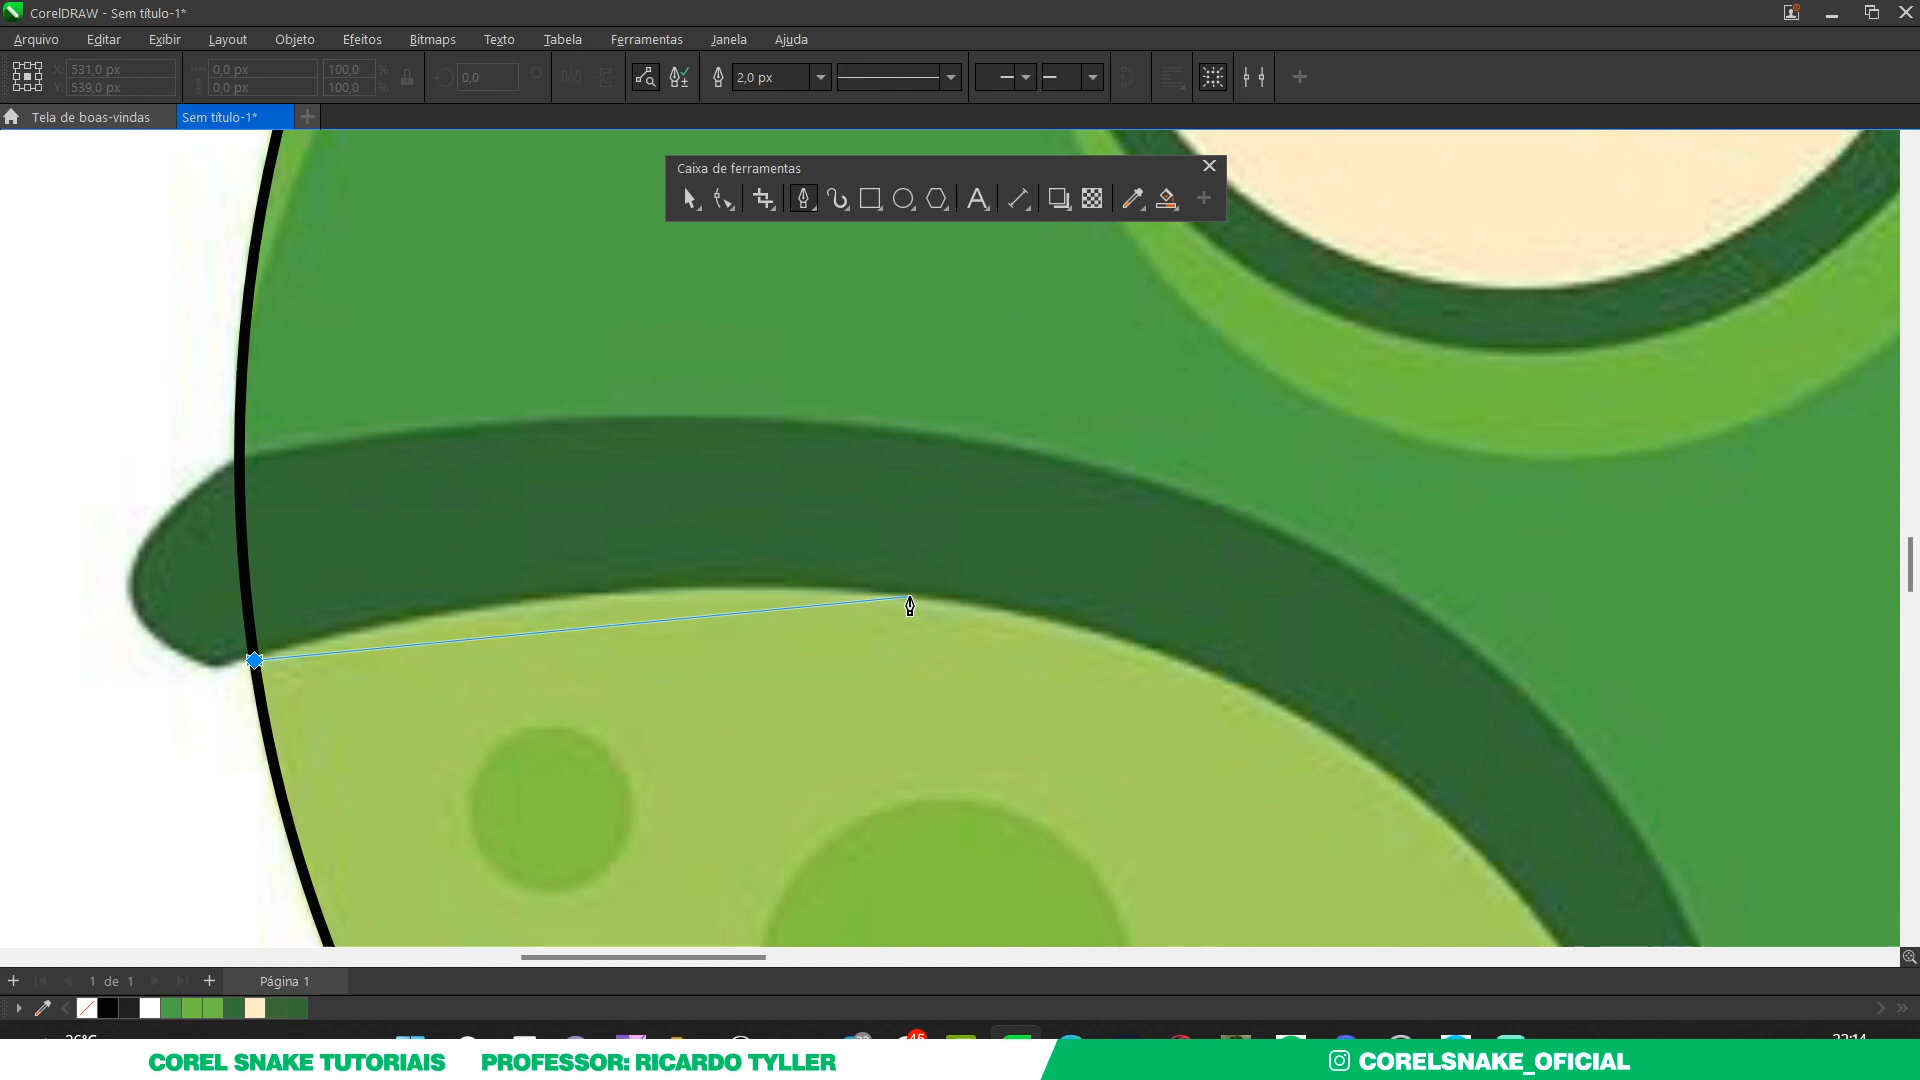 CorelDRAW - Sem título-1*
Arquivo Editar Exibir Layout Objeto Efeitos Bitmaps Texto Tabela Ferramentas Janela Ajuda
X: 531,0 px 0,0 px 100,0 % 0,0 2,0 px
Y: 539,0 px 0,0 px 100,0 %
Tela de boas-vindas Sem título-1*
Caixa de ferramentas
1 de 1 Página 1
COREL SNAKE TUTORIAIS PROFESSOR: RICARDO TYLLER CORELSNAKE_OFICIAL